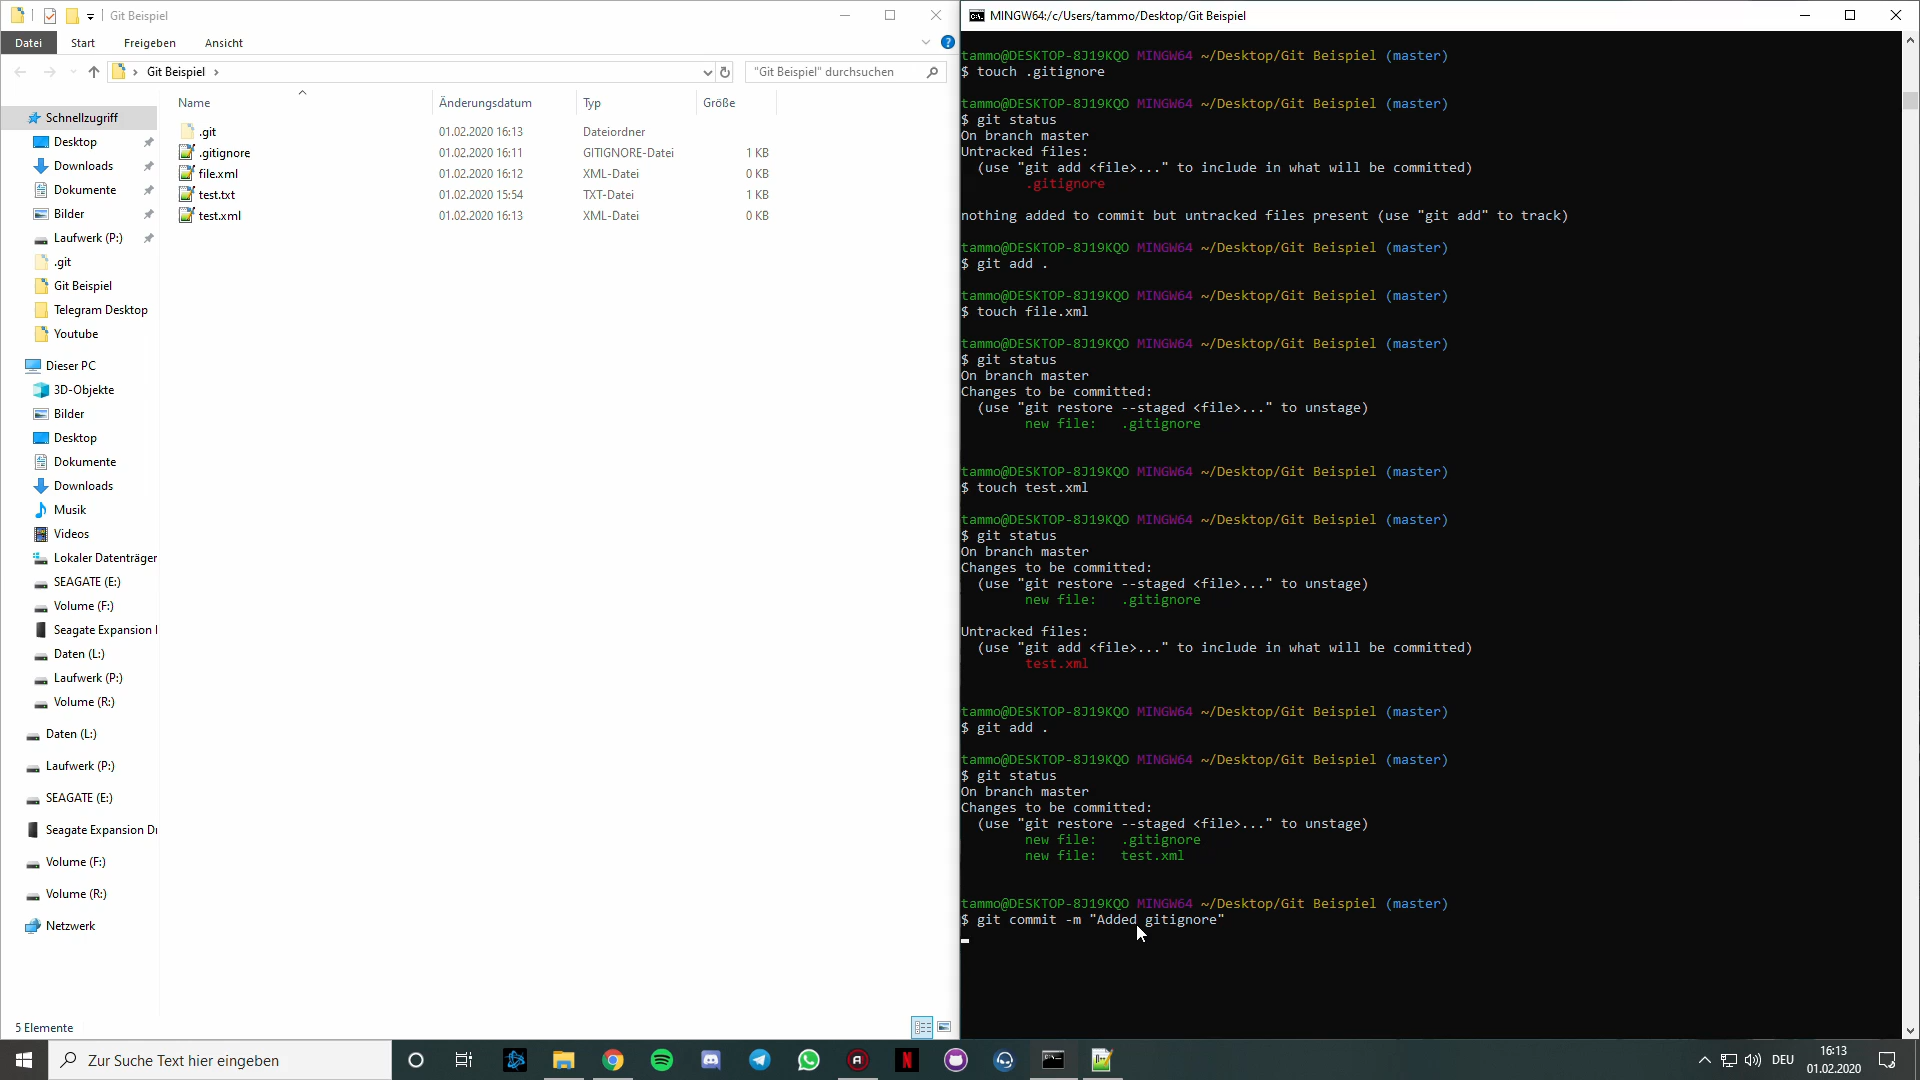 Git Beispiel
Datei
Start
Freigeben
Ansicht
Git Beispiel
"Git Beispiel" durchsuchen
Name
Änderungsdatum
Typ
Größe
.git
01.02.2020 16:13
Dateiordner
.gitignore
01.02.2020 16:11
GITIGNORE-Datei
1 KB
file.xml
01.02.2020 16:12
XML-Datei
0 KB
test.txt
01.02.2020 15:54
TXT-Datei
1 KB
test.xml
01.02.2020 16:13
XML-Datei
0 KB
Schnellzugriff
Desktop
Downloads
Dokumente
Bilder
Laufwerk (P:)
.git
Git Beispiel
Telegram Desktop
Youtube
Dieser PC
3D-Objekte
Bilder
Desktop
Dokumente
Downloads
Musik
Videos
Lokaler Datenträger
SEAGATE (E:)
Volume (F:)
Seagate Expansion
Daten (L:)
Laufwerk (P:)
Volume (R:)
Daten (L:)
Laufwerk (P:)
SEAGATE (E:)
Seagate Expansion Dr
Volume (F:)
Volume (R:)
Netzwerk
5 Elemente
MINGW64:/c/Users/tammo/Desktop/Git Beispiel
tammo@DESKTOP-8J19KQO MINGW64 ~/Desktop/Git Beispiel (master)
$ touch .gitignore
tammo@DESKTOP-8J19KQO MINGW64 ~/Desktop/Git Beispiel (master)
$ git status
On branch master
Untracked files:
(use "git add <file>..." to include in what will be committed)
.gitignore
nothing added to commit but untracked files present (use "git add" to track)
tammo@DESKTOP-8J19KQO MINGW64 ~/Desktop/Git Beispiel (master)
$ git add .
tammo@DESKTOP-8J19KQO MINGW64 ~/Desktop/Git Beispiel (master)
$ touch file.xml
tammo@DESKTOP-8J19KQO MINGW64 ~/Desktop/Git Beispiel (master)
$ git status
On branch master
Changes to be committed:
(use "git restore --staged <file>..." to unstage)
new file:   .gitignore
tammo@DESKTOP-8J19KQO MINGW64 ~/Desktop/Git Beispiel (master)
$ touch test.xml
tammo@DESKTOP-8J19KQO MINGW64 ~/Desktop/Git Beispiel (master)
$ git status
On branch master
Changes to be committed:
(use "git restore --staged <file>..." to unstage)
new file:   .gitignore
Untracked files:
(use "git add <file>..." to include in what will be committed)
test.xml
tammo@DESKTOP-8J19KQO MINGW64 ~/Desktop/Git Beispiel (master)
$ git add .
tammo@DESKTOP-8J19KQO MINGW64 ~/Desktop/Git Beispiel (master)
$ git status
On branch master
Changes to be committed:
(use "git restore --staged <file>..." to unstage)
new file:   .gitignore
new file:   test.xml
tammo@DESKTOP-8J19KQO MINGW64 ~/Desktop/Git Beispiel (master)
$ git commit -m "Added gitignore"
Zur Suche Text hier eingeben
DEU
16:13
01.02.2020